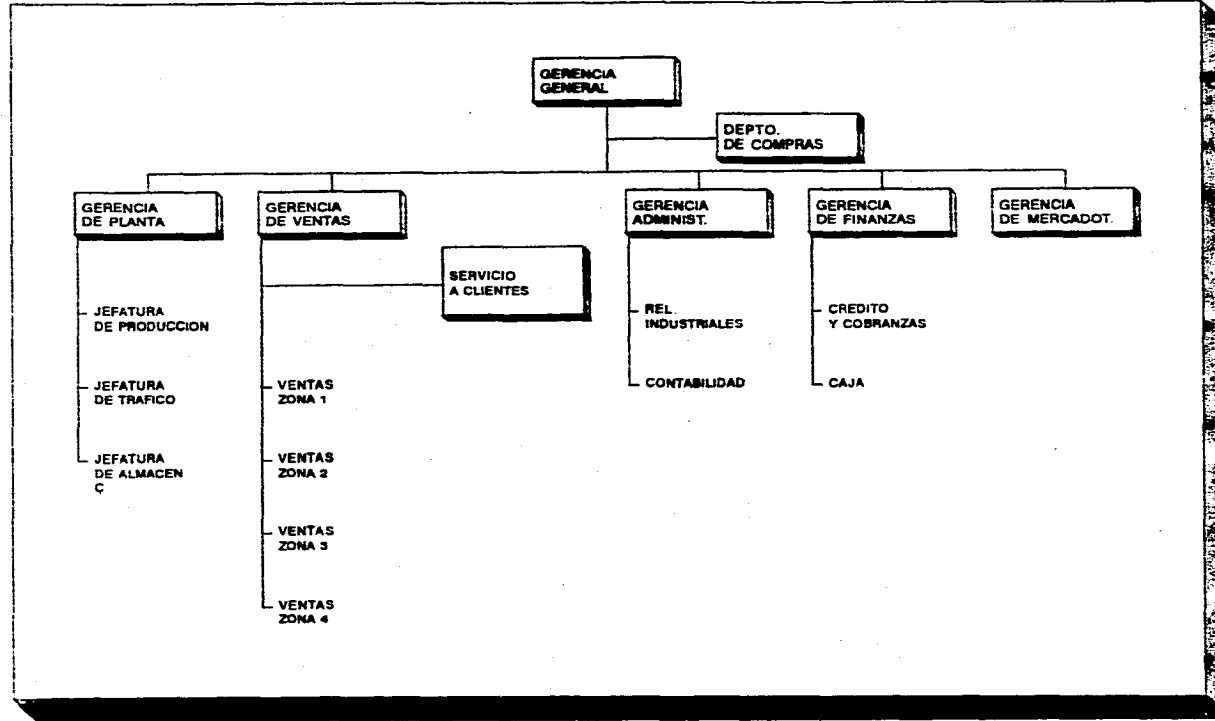 GERENCIA
GENERAL
DEPTO.
DE COMPRAS
GERENCIA
DE PLANTA
GERENCIA
DE VENTAS
GERENCIA
ADMINIST.
GERENCIA
DE FINANZAS
GERENCIA
DE MERCADOT.
SERVICIO
A CLIENTES
JEFATURA
DE PRODUCCION
JEFATURA
DE TRAFICO
JEFATURA
DE ALMACEN
Ç
VENTAS
ZONA 1
VENTAS
ZONA 2
VENTAS
ZONA 3
VENTAS
ZONA 4
REL.
INDUSTRIALES
CONTABILIDAD
CREDITO
Y COBRANZAS
CAJA